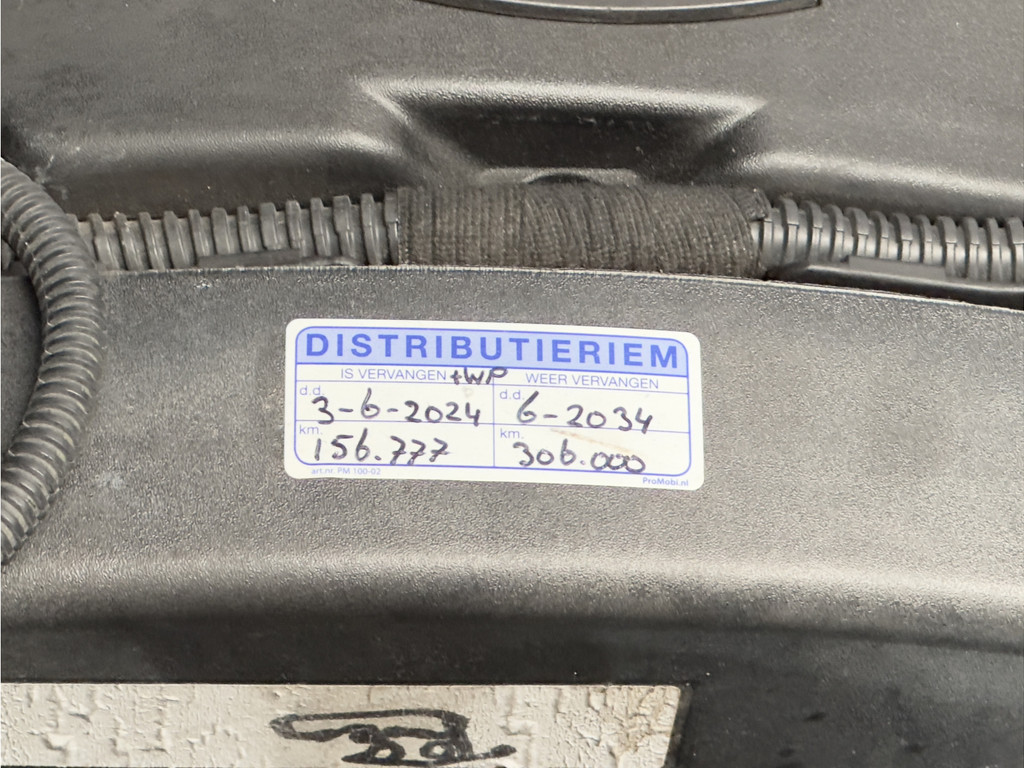 DISTRIBUTIERIEM
IS VERVANGEN +WP WEER VERVANGEN
d.d. 3-6-2024 d.d. 6-2034
km. 156.777 km. 306.000
art.nr. PM 100-02 ProMobi.nl